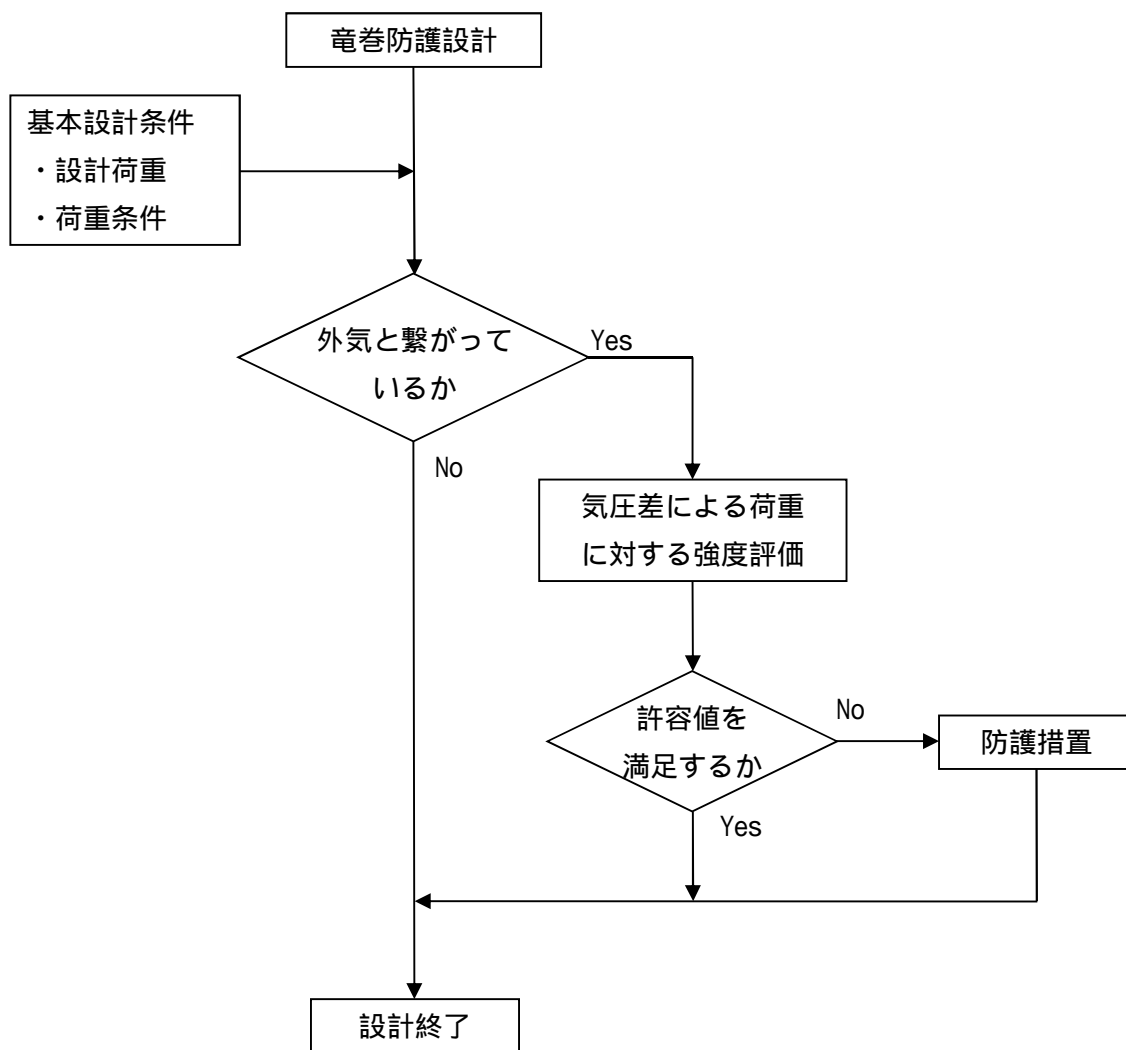 竜巻防護設計
基本設計条件
・設計荷重
・荷重条件
外気と繋がって
いるか
Yes
No
気圧差による荷重
に対する強度評価
許容値を
満足するか
No
防護措置
Yes
設計終了